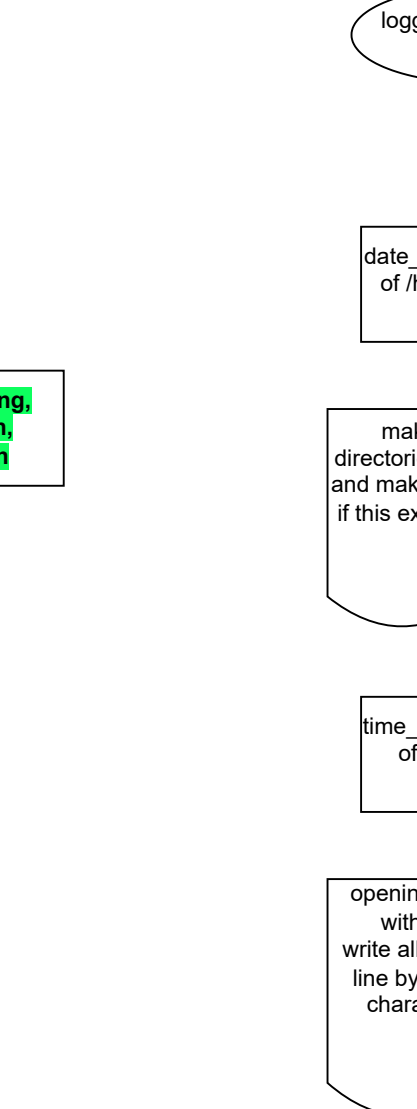 logg
date_
of /h
ng,
n,
n
mak
directori
and mak
if this ex
time_
of
openin
with
write all
line by
chara